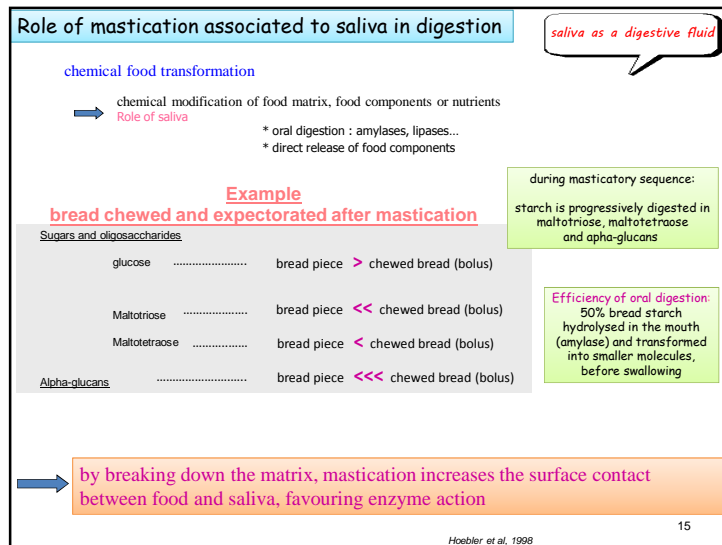 Role of mastication associated to saliva in digestion
saliva as a digestive fluid
chemical food transformation
chemical modification of food matrix, food components or nutrients
Role of saliva
* oral digestion : amylases, lipases...
* direct release of food components
Example
bread chewed and expectorated after mastication
during masticatory sequence:
starch is progressively digested in
maltotriose, maltotetraose
and apha-glucans
Sugars and oligosaccharides
glucose ........................ bread piece > chewed bread (bolus)
Maltotriose ..................... bread piece << chewed bread (bolus)
Maltotetraose .................. bread piece < chewed bread (bolus)
Alpha-glucans ............................. bread piece <<< chewed bread (bolus)
Efficiency of oral digestion:
50% bread starch
hydrolysed in the mouth
(amylase) and transformed
into smaller molecules,
before swallowing
by breaking down the matrix, mastication increases the surface contact
between food and saliva, favouring enzyme action
15
Hoebler et al, 1998